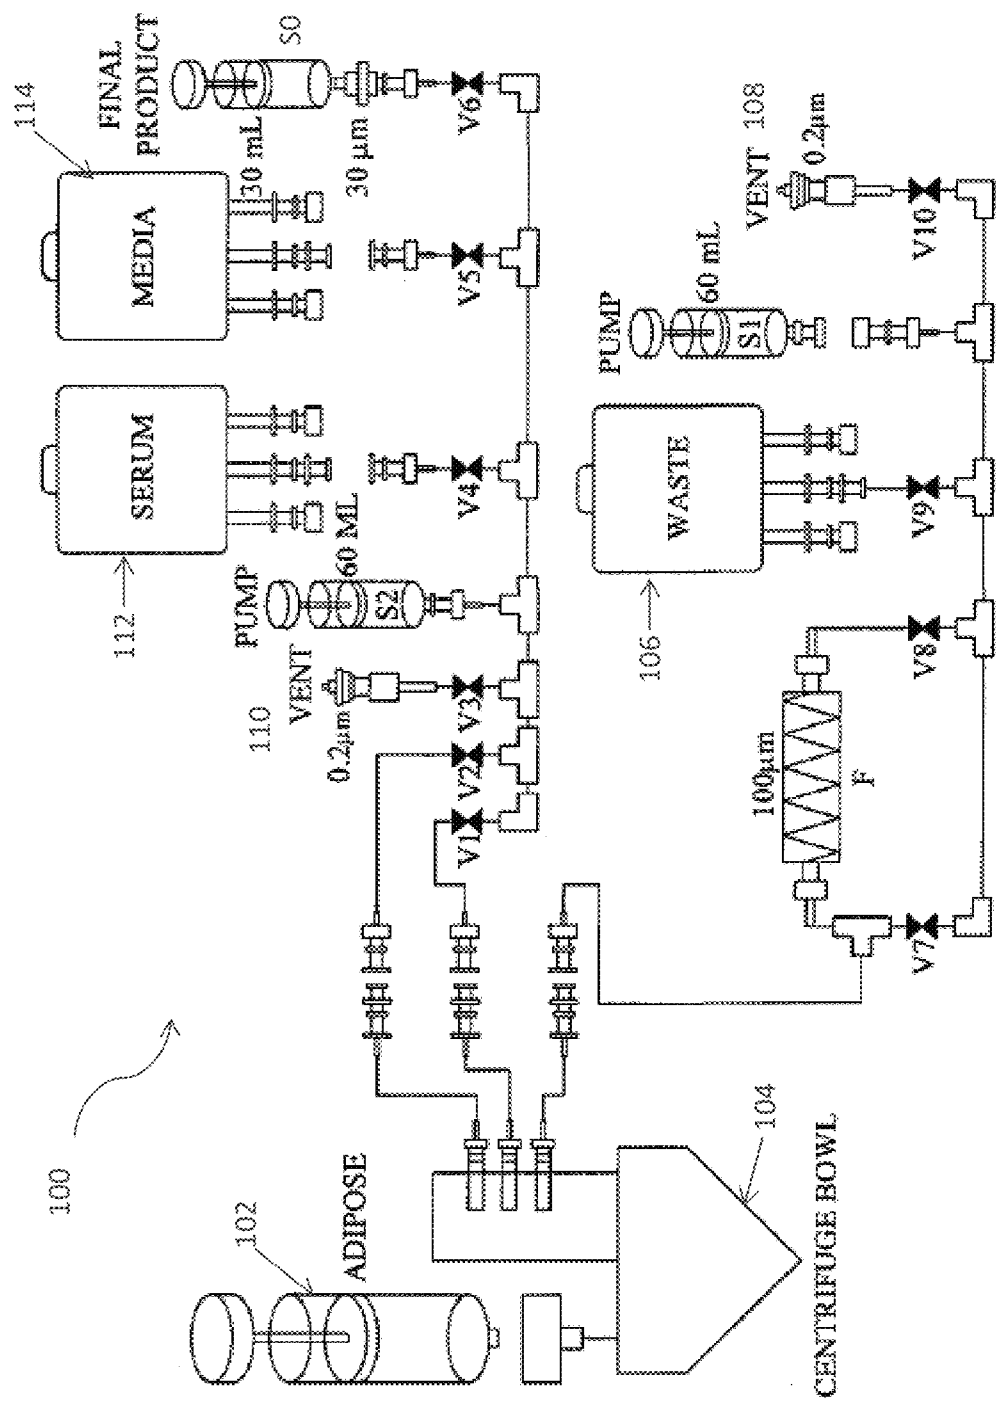 100
102
ADIPOSE
104
CENTRIFUGE BOWL
V1
V2
V3
110
VENT
0.2µm
PUMP
60 ML
S2
112
SERUM
V4
114
MEDIA
V5
FINAL
PRODUCT
S0
30 mL
30 µm
V6
V7
100µm
F
V8
106
WASTE
V9
PUMP
60 mL
S1
VENT 108
0.2µm
V10